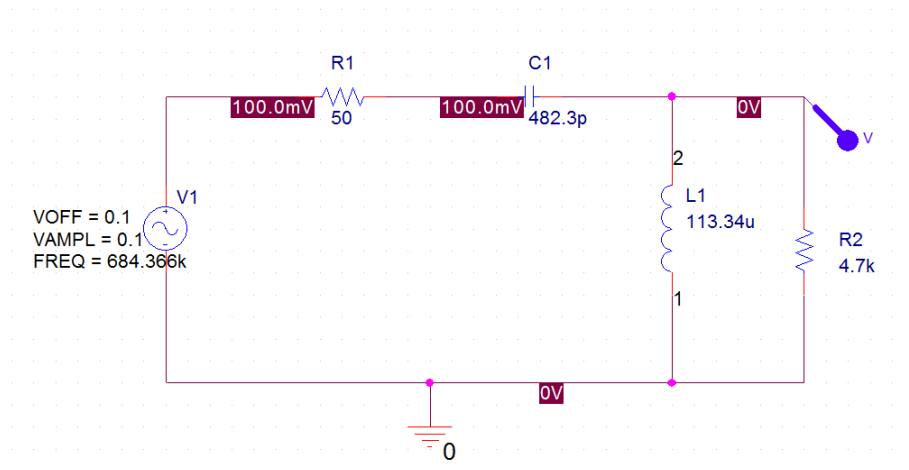 R1
C1
100.0mV
100.0mV
0V
50
482.3p
V
2
V1
L1
VOFF = 0.1
113.34u
VAMPL = 0.1
R2
FREQ = 684.366k
4.7k
+
-
1
0V
0